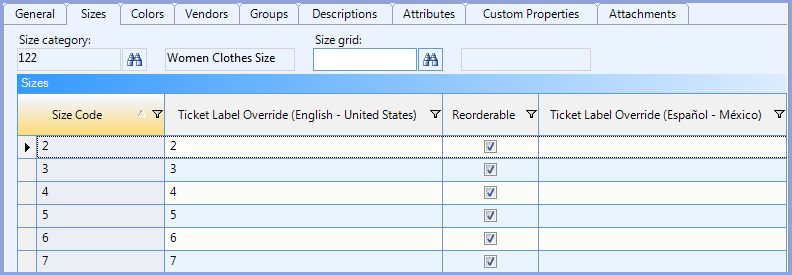 General Sizes Colors Vendors Groups Descriptions Attributes Custom Properties Attachments
Size category: Size grid:
122 Women Clothes Size
Sizes
Size Code Ticket Label Override (English - United States) Reorderable Ticket Label Override (Español - México)
2 2
3 3
4 4
5 5
6 6
7 7